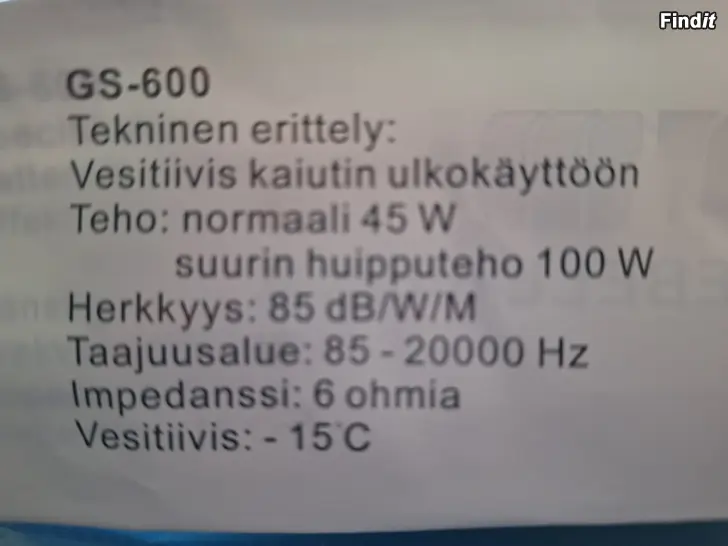 Findit
GS-600
Tekninen erittely:
Vesitiivis kaiutin ulkokäyttöön
Teho: normaali 45 W
suurin huipputeho 100 W
Herkkyys: 85 dB/W/M
Taajuusalue: 85 - 20000 Hz
Impedanssi: 6 ohmia
Vesitiivis: - 15°C